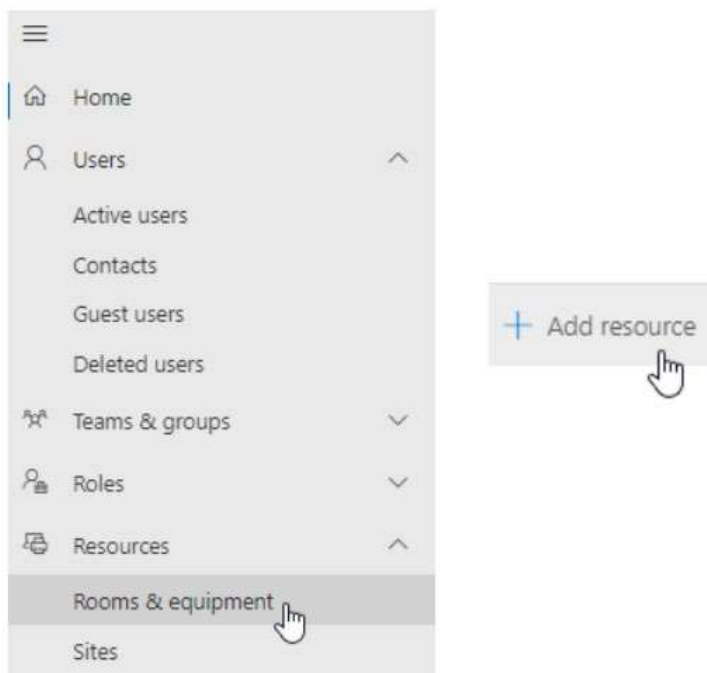 Home
Users
Active users
Contacts
Guest users
Deleted users
Teams & groups
Roles
Resources
Rooms & equipment
Sites
+ Add resource